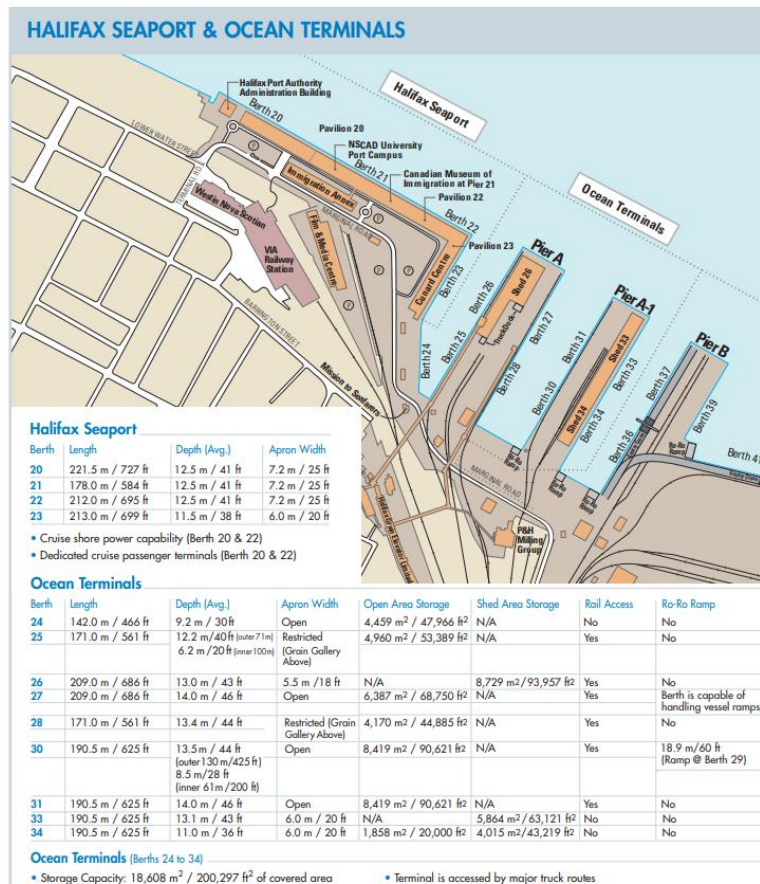 HALIFAX SEAPORT & OCEAN TERMINALS
Halifax Port Authority
Administration Building
Berth 20
Pavilion 20
NSCAD University
Port Campus
Berth 21
Canadian Museum of
Immigration at Pier 21
Pavilion 22
Berth 22
Pavilion 23
Halifax Seaport
Ocean Terminals
LOWER WATER STREET
TERMINAL RD
Westin Nova Scotian
VIA
Railway
Station
Immigration Annex
MARGINAL ROAD
Film & Media Centre
Cunard Centre
Berth 23
Berth 24
Berth 25
Berth 26
Pier A
Shed 26
Truck Deck
Berth 27
Berth 28
Berth 30
Berth 31
Pier A-1
Shed 33
Berth 33
Shed 34
Berth 34
Berth 36
Berth 37
Pier B
Berth 39
Berth 41
Ro-Ro
Ramp
Ro-Ro
Ramp
Ro-Ro
Ramp
Ro-Ro
Ramp
BARRINGTON STREET
Mission to Seafarers
MARGINAL ROAD
Halifax Grain Elevator Limited
P&H
Milling
Group
Halifax Seaport
Berth Length Depth (Avg.) Apron Width
20 221.5 m / 727 ft 12.5 m / 41 ft 7.2 m / 25 ft
21 178.0 m / 584 ft 12.5 m / 41 ft 7.2 m / 25 ft
22 212.0 m / 695 ft 12.5 m / 41 ft 7.2 m / 25 ft
23 213.0 m / 699 ft 11.5 m / 38 ft 6.0 m / 20 ft
• Cruise shore power capability (Berth 20 & 22)
• Dedicated cruise passenger terminals (Berth 20 & 22)
Ocean Terminals
Berth Length Depth (Avg.) Apron Width Open Area Storage Shed Area Storage Rail Access Ro-Ro Ramp
24 142.0 m / 466 ft 9.2 m / 30ft Open 4,459 m² / 47,966 ft² N/A No No
25 171.0 m / 561 ft 12.2 m/40ft (outer 71m) Restricted 4,960 m² / 53,389 ft² N/A Yes No
6.2 m /20 ft (inner 100m) (Grain Gallery
Above)
26 209.0 m / 686 ft 13.0 m / 43 ft 5.5 m /18 ft N/A 8,729 m²/93,957 ft² Yes No
27 209.0 m / 686 ft 14.0 m / 46 ft Open 6,387 m² / 68,750 ft² N/A Yes Berth is capable of
handling vessel ramps
28 171.0 m / 561 ft 13.4 m / 44 ft Restricted (Grain 4,170 m² / 44,885 ft² N/A Yes No
Gallery Above)
30 190.5 m / 625 ft 13.5m / 44 ft Open 8,419 m² / 90,621 ft² N/A Yes 18.9 m/60 ft
(outer130 m/425 ft) (Ramp @ Berth 29)
8.5 m/28 ft
(inner 61m /200 ft)
31 190.5 m / 625 ft 14.0 m / 46 ft Open 8,419 m² / 90,621 ft² N/A Yes No
33 190.5 m / 625 ft 13.1 m / 43 ft 6.0 m / 20 ft N/A 5,864 m²/63,121 ft² No No
34 190.5 m / 625 ft 11.0 m / 36 ft 6.0 m / 20 ft 1,858 m² / 20,000 ft² 4,015 m²/43,219 ft² No No
Ocean Terminals (Berths 24 to 34)
• Storage Capacity: 18,608 m² / 200,297 ft² of covered area
• Terminal is accessed by major truck routes